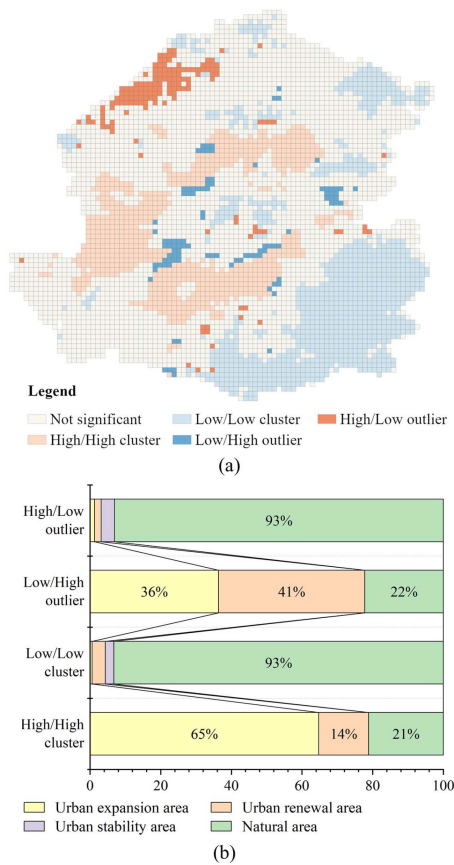 Legend
Not significant
Low/Low cluster
High/Low outlier
High/High cluster
Low/High outlier
(a)
High/Low
outlier
93%
Low/High
outlier
36%
41%
22%
Low/Low
cluster
93%
High/High
cluster
65%
14%
21%
0
20
40
60
80
100
Urban expansion area
Urban renewal area
Urban stability area
Natural area
(b)